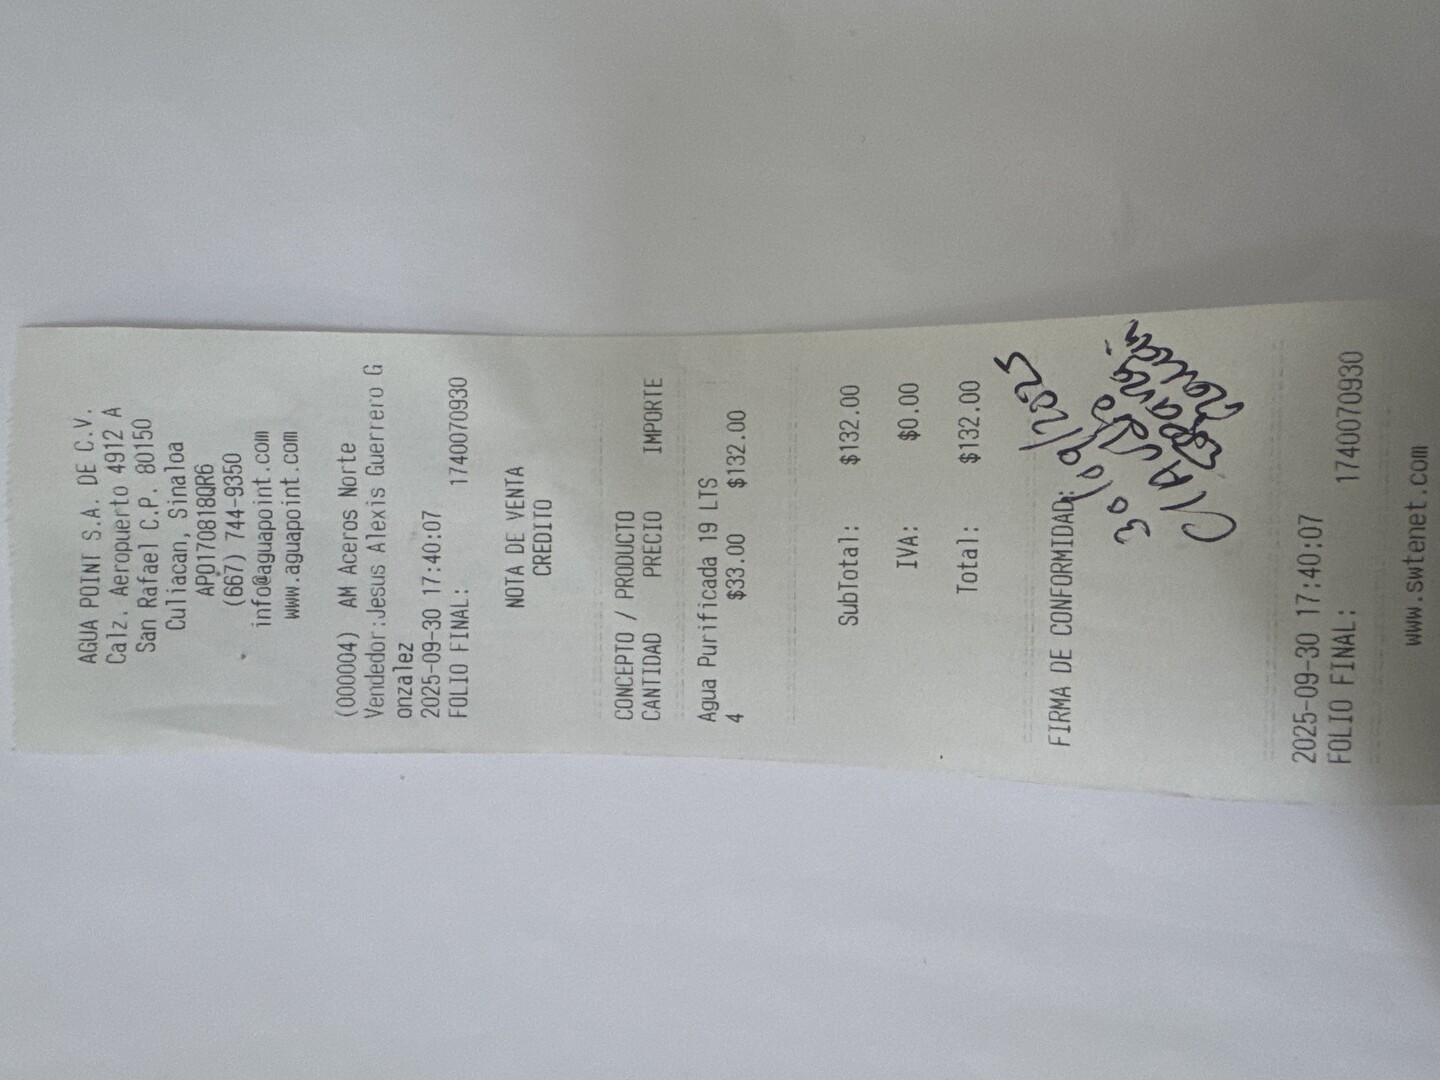 AGUA POINT S.A. DE C.V.
Calz. Aeropuerto 4912 A
San Rafael C.P. 80150
Culiacan, Sinaloa
APO170818QR6
(667) 744-9350
info@aguapoint.com
www.aguapoint.com
(000004) AM Aceros Norte
Vendedor:Jesus Alexis Guerrero G
onzalez
2025-09-30 17:40:07
FOLIO FINAL: 1740070930
NOTA DE VENTA
CREDITO
CONCEPTO / PRODUCTO
CANTIDAD PRECIO IMPORTE
Agua Purificada 19 LTS
4 $33.00 $132.00
SubTotal: $132.00
IVA: $0.00
Total: $132.00
FIRMA DE CONFORMIDAD:
30/09/2025
2025-09-30 17:40:07
FOLIO FINAL: 1740070930
www.swtenet.com